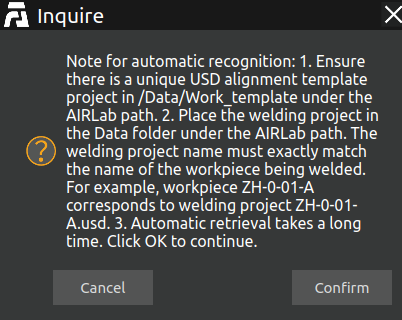 Inquire
Note for automatic recognition: 1. Ensure
there is a unique USD alignment template
project in /Data/Work_template under the
AIRLab path. 2. Place the welding project in
the Data folder under the AIRLab path. The
welding project name must exactly match
the name of the workpiece being welded.
For example, workpiece ZH-0-01-A
corresponds to welding project ZH-0-01-
A.usd. 3. Automatic retrieval takes a long
time. Click OK to continue.
Cancel
Confirm